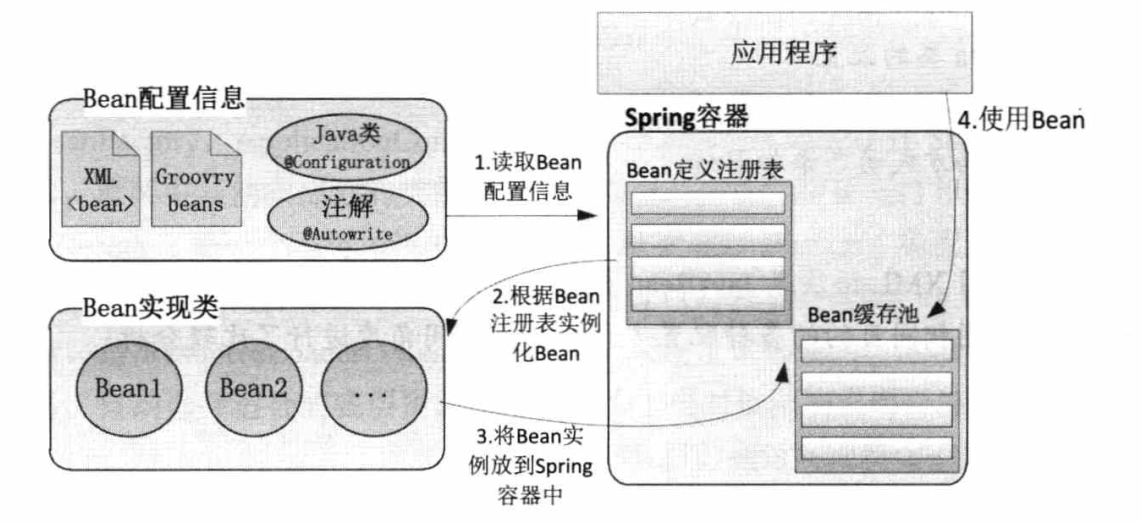 应用程序
Bean配置信息
XML
<bean>
Groovry
beans
Java类
@Configuration
注解
@Autowrite
1.读取Bean
配置信息
Spring容器
4.使用Bean
Bean定义注册表
2.根据Bean
注册表实例
化Bean
Bean实现类
Bean1
Bean2
...
Bean缓存池
3.将Bean实
例放到Spring
容器中